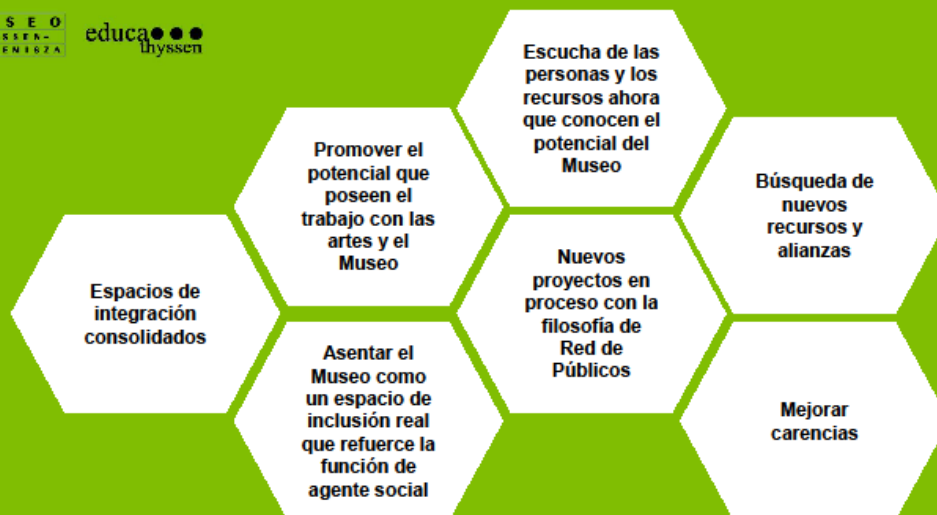 S E O
SSEN-
ENISZA
educa
thyssen
Escucha de las
personas y los
recursos ahora
que conocen el
potencial del
Museo
Promover el
potencial que
poseen el
trabajo con las
artes y el
Museo
Búsqueda de
nuevos
recursos y
alianzas
Espacios de
integración
consolidados
Nuevos
proyectos en
proceso con la
filosofía de
Red de
Públicos
Asentar el
Museo como
un espacio de
inclusión real
que refuerce la
función de
agente social
Mejorar
carencias